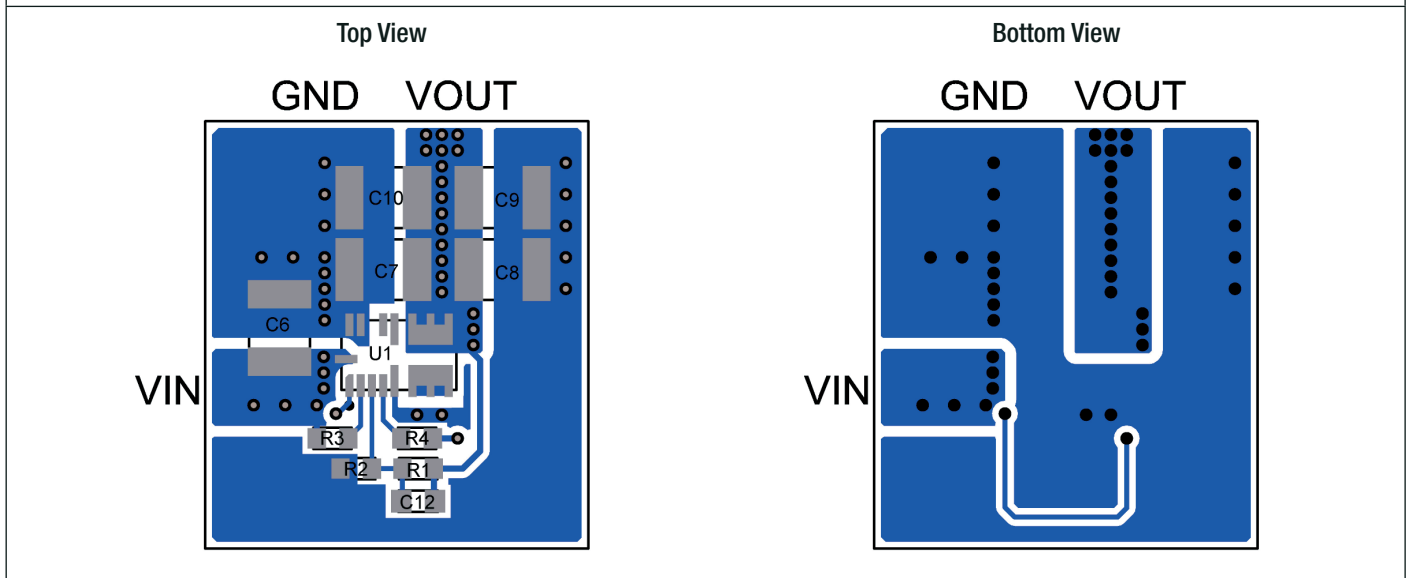 Top View
GND VOUT
C10 C9
C7 C8
C6
U1
VIN
R3 R4
R2 R1
C12
Bottom View
GND VOUT
VIN